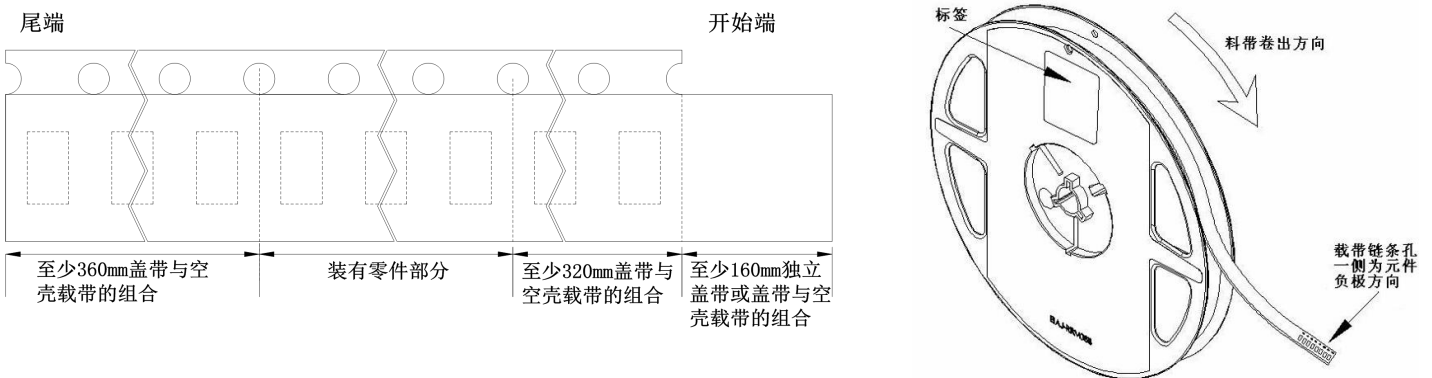 尾端
开始端
至少360mm盖带与空
壳载带的组合
装有零件部分
至少320mm盖带与
空壳载带的组合
至少160mm独立
盖带或盖带与空
壳载带的组合
标签
料带卷出方向
载带链条孔
一侧为元件
负极方向